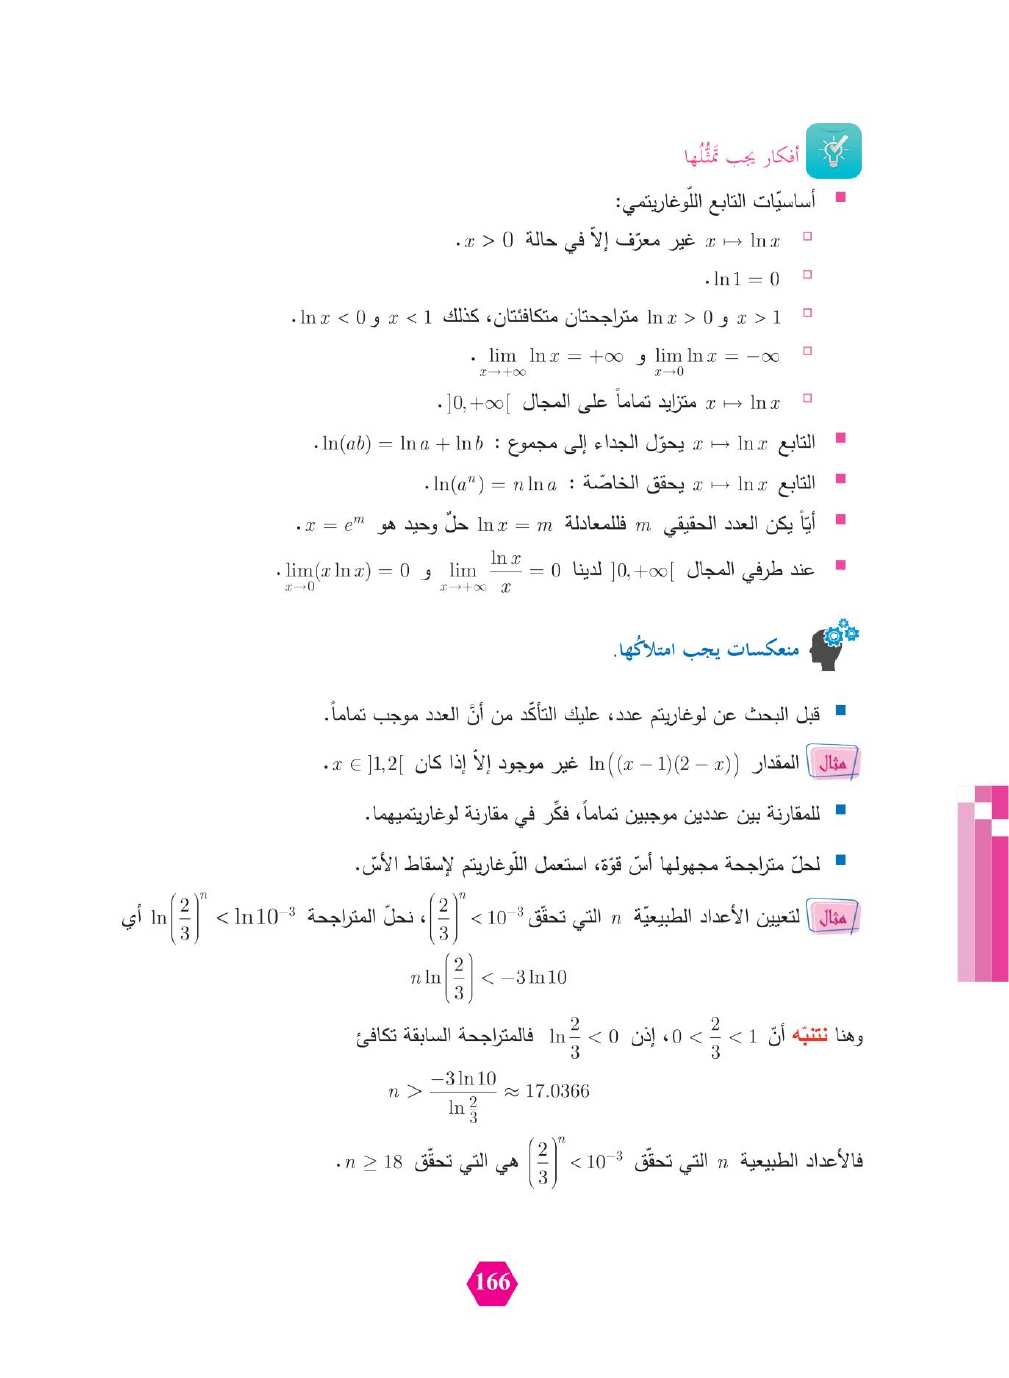 أفكار يجب تَمَثُّلُها
▪ أساسيّات التابع اللّوغاريتمي:
▫ x ↦ ln x غير معرّف إلاّ في حالة x > 0 .
▫ ln 1 = 0 .
▫ x > 1 و ln x > 0 متراجحتان متكافئتان، كذلك x < 1 و ln x < 0 .
▫ lim_{x→0} ln x = −∞ و lim_{x→+∞} ln x = +∞ .
▫ x ↦ ln x متزايد تماماً على المجال ]0,+∞[ .
▪ التابع x ↦ ln x يحوّل الجداء إلى مجموع : ln(ab) = ln a + ln b .
▪ التابع x ↦ ln x يحقق الخاصّة : ln(aⁿ) = n ln a .
▪ أيّاً يكن العدد الحقيقي m فللمعادلة ln x = m حلٌ وحيد هو x = eᵐ .
▪ عند طرفي المجال ]0,+∞[ لدينا lim_{x→+∞} (ln x)/x = 0 و lim_{x→0}(x ln x) = 0 .
منعكسات يجب امتلاكُها.
▪ قبل البحث عن لوغاريتم عدد، عليك التأكّد من أنَّ العدد موجب تماماً.
مثال المقدار ln((x − 1)(2 − x)) غير موجود إلاّ إذا كان x ∈ ]1,2[ .
▪ للمقارنة بين عددين موجبين تماماً، فكِّر في مقارنة لوغاريتميهما.
▪ لحلّ متراجحة مجهولها أسّ قوّة، استعمل اللّوغاريتم لإسقاط الأسّ.
مثال لتعيين الأعداد الطبيعيّة n التي تحقّق (2/3)ⁿ < 10⁻³ ، نحلّ المتراجحة ln(2/3)ⁿ < ln 10⁻³ أي
n ln(2/3) < −3 ln 10
وهنا نتنبّه أنّ 0 < 2/3 < 1 ، إذن ln 2/3 < 0 فالمتراجحة السابقة تكافئ
n > (−3 ln 10)/(ln 2/3) ≈ 17.0366
فالأعداد الطبيعية n التي تحقّق (2/3)ⁿ < 10⁻³ هي التي تحقّق n ≥ 18 .
166